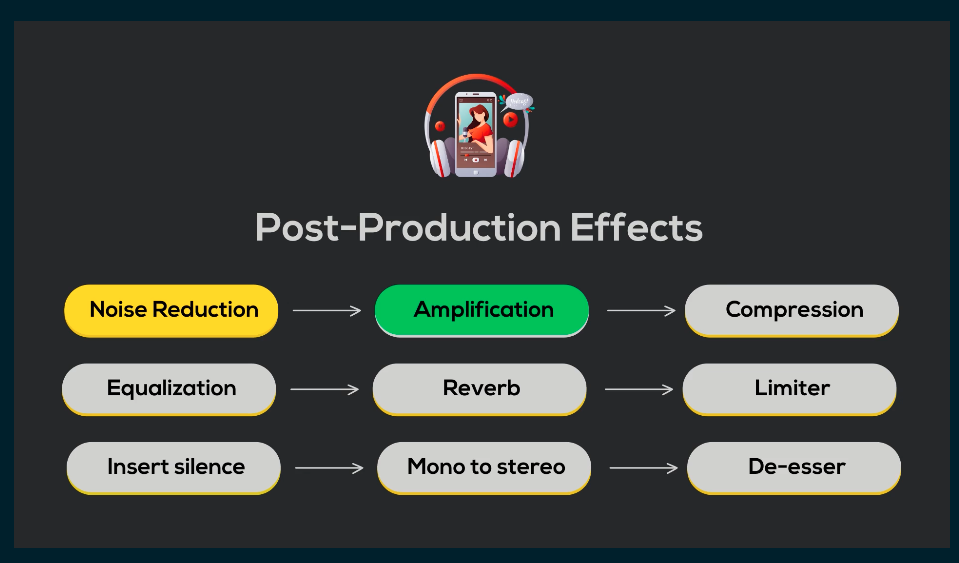 Post-Production Effects
Noise Reduction
Amplification
Compression
Equalization
Reverb
Limiter
Insert silence
Mono to stereo
De-esser